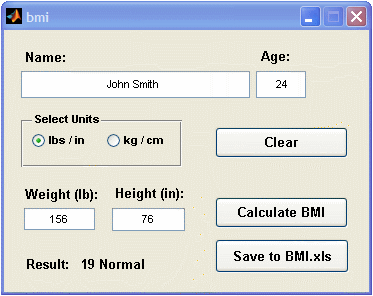 bmi
Name:
Age:
John Smith
24
Select Units
lbs / in
kg / cm
Clear
Weight (lb):
Height (in):
156
76
Calculate BMI
Result: 19 Normal
Save to BMI.xls